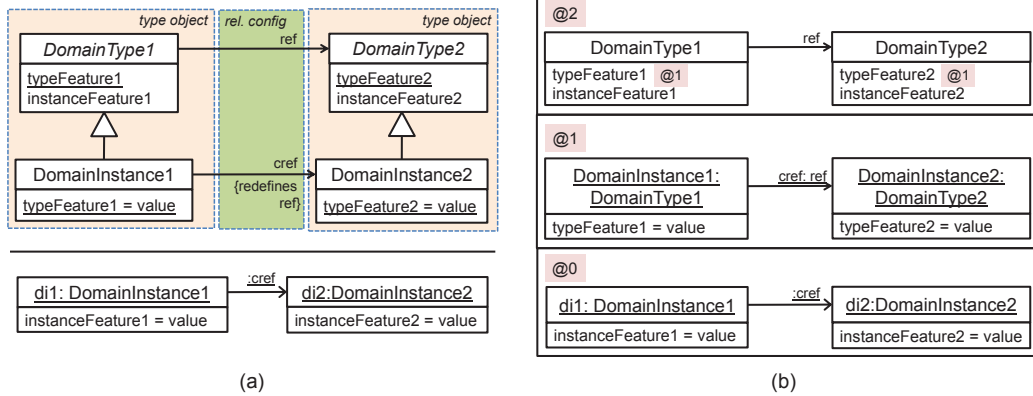 type object
rel. config
type object
DomainType1
ref
DomainType2
typeFeature1
instanceFeature1
typeFeature2
instanceFeature2
DomainInstance1
cref
{redefines
ref}
DomainInstance2
typeFeature1 = value
typeFeature2 = value
di1: DomainInstance1
:cref
di2:DomainInstance2
instanceFeature1 = value
instanceFeature2 = value
(a)
@2
DomainType1
ref
DomainType2
typeFeature1 @1
instanceFeature1
typeFeature2 @1
instanceFeature2
@1
DomainInstance1:
DomainType1
cref: ref
DomainInstance2:
DomainType2
typeFeature1 = value
typeFeature2 = value
@0
di1: DomainInstance1
:cref
di2:DomainInstance2
instanceFeature1 = value
instanceFeature2 = value
(b)